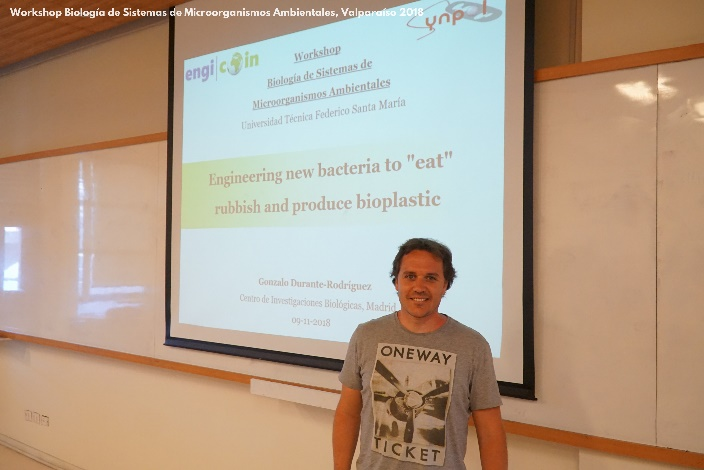 Workshop Biología de Sistemas de Microorganismos Ambientales, Valparaíso 2018
engicoin
Workshop
Biología de Sistemas de
Microorganismos Ambientales
Universidad Técnica Federico Santa María
Engineering new bacteria to "eat"
rubbish and produce bioplastic
Gonzalo Durante-Rodríguez
Centro de Investigaciones Biológicas, Madrid
09-11-2018
ONEWAY
TICKET